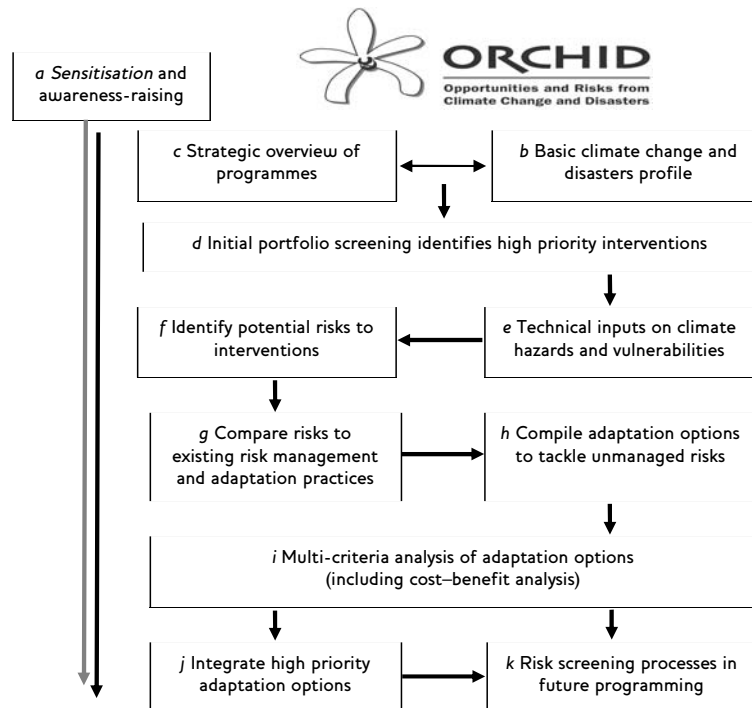 ORCHID
Opportunities and Risks from
Climate Change and Disasters
a Sensitisation and
awareness-raising
c Strategic overview of
programmes
b Basic climate change and
disasters profile
d Initial portfolio screening identifies high priority interventions
f Identify potential risks to
interventions
e Technical inputs on climate
hazards and vulnerabilities
g Compare risks to
existing risk management
and adaptation practices
h Compile adaptation options
to tackle unmanaged risks
i Multi-criteria analysis of adaptation options
(including cost–benefit analysis)
j Integrate high priority
adaptation options
k Risk screening processes in
future programming